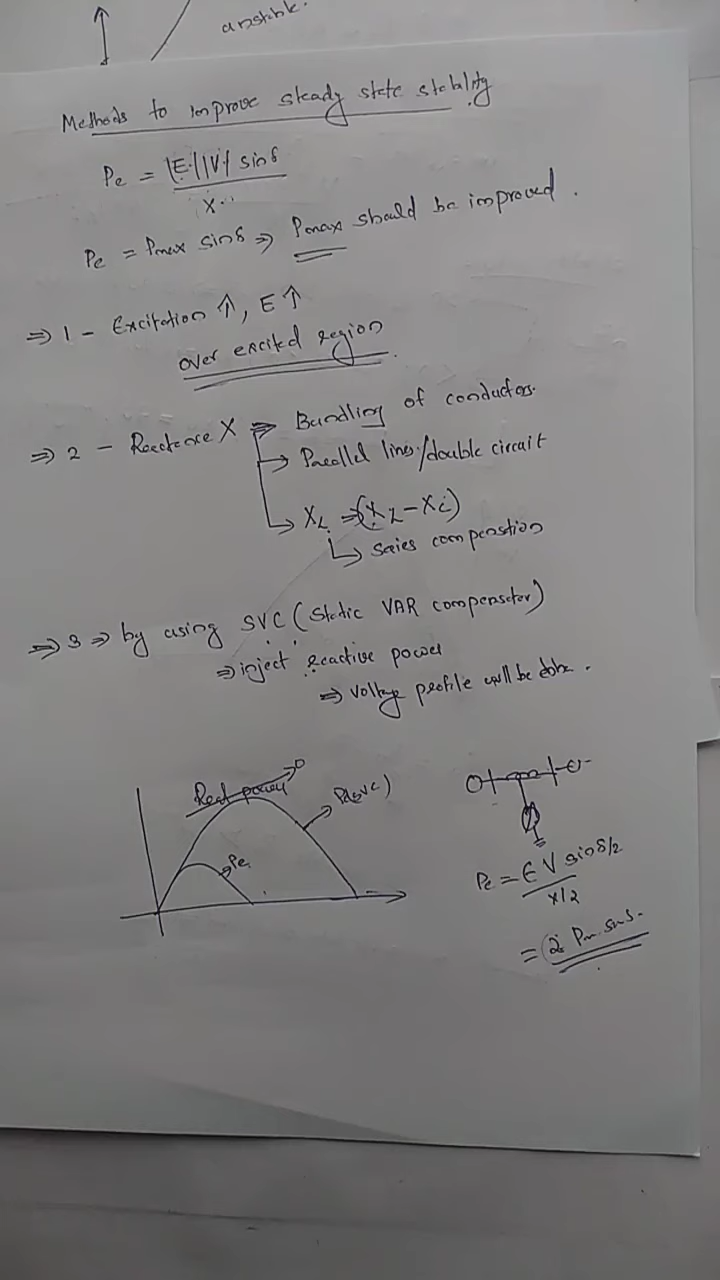 unstable.
Methods to improve steady state stability
Pe = |E||V| sinδ
X
Pe = Pmax sinδ ⇒ Pmax should be improved.
⇒ 1 - Excitation ↑, E ↑
over excited region
⇒ 2 - Reactance X ⇒ Bundling of conductors.
→ Parallel lines/double circuit
→ XL ⇒ (XL - Xc)
↳ series compenstion
⇒ 3 ⇒ by using SVC (Static VAR compensator)
⇒ inject reactive power
⇒ voltage profile will be
Real power
Pe(SVC)
Pe
Pe = EV sinδ/2
X/2
= 2 Pm sinδ.